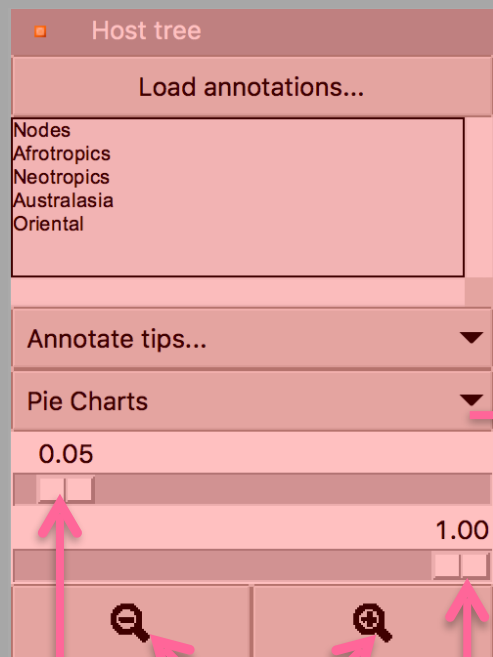 Host tree
Load annotations...
Nodes
Afrotropics
Neotropics
Australasia
Oriental
Annotate tips...
Pie Charts
0.05
1.00